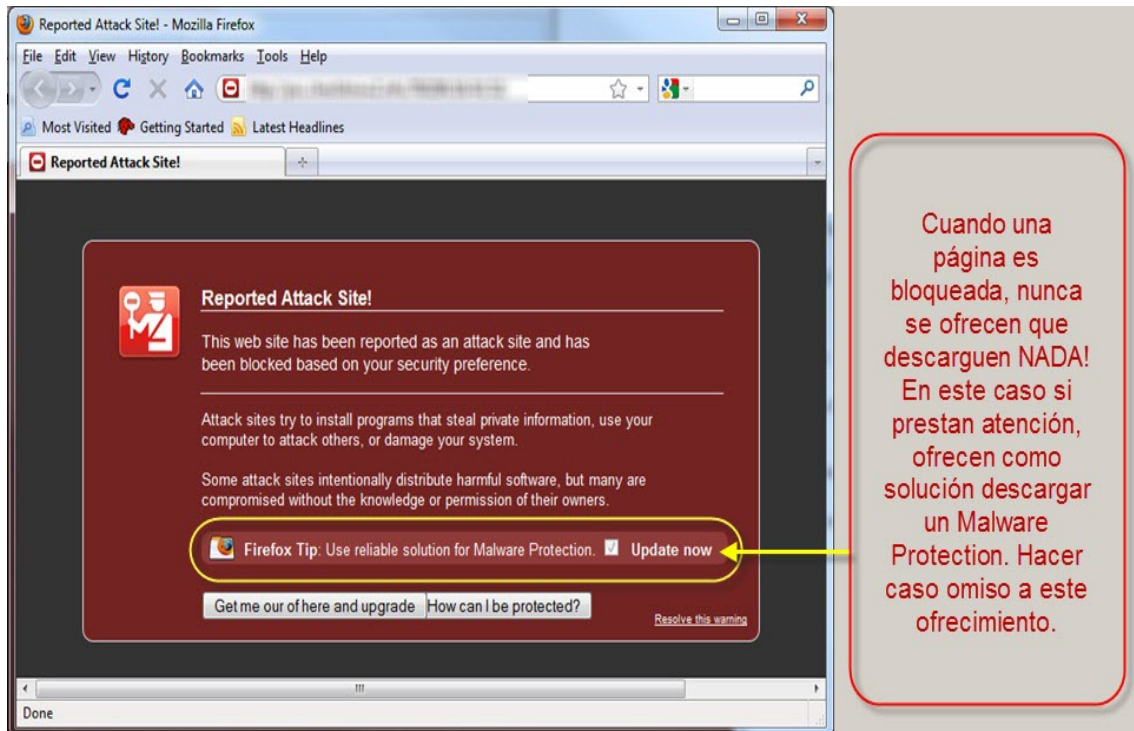 Reported Attack Site! - Mozilla Firefox
File Edit View History Bookmarks Tools Help
Most Visited Getting Started Latest Headlines
Reported Attack Site!
Reported Attack Site!
This web site has been reported as an attack site and has
been blocked based on your security preference.
Attack sites try to install programs that steal private information, use your
computer to attack others, or damage your system.
Some attack sites intentionally distribute harmful software, but many are
compromised without the knowledge or permission of their owners.
Firefox Tip: Use reliable solution for Malware Protection. Update now
Get me our of here and upgrade How can I be protected?
Resolve this warning
Done
Cuando una
página es
bloqueada, nunca
se ofrecen que
descarguen NADA!
En este caso si
prestan atención,
ofrecen como
solución descargar
un Malware
Protection. Hacer
caso omiso a este
ofrecimiento.